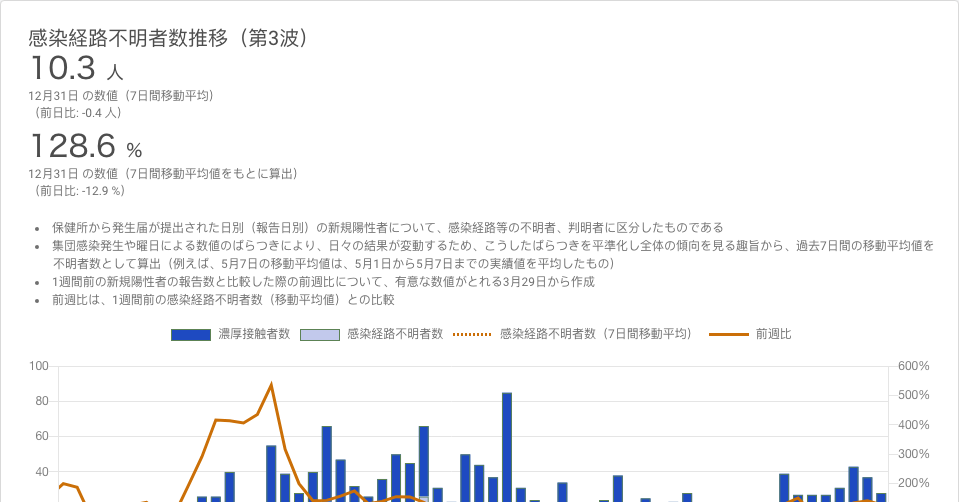 感染経路不明者数推移（第3波）
10.3 人
12月31日 の数値（7日間移動平均）
（前日比: -0.4 人）
128.6 %
12月31日 の数値（7日間移動平均値をもとに算出）
（前日比: -12.9 %）
• 保健所から発生届が提出された日別（報告日別）の新規陽性者について、感染経路等の不明者、判明者に区分したものである
• 集団感染発生や曜日による数値のばらつきにより、日々の結果が変動するため、こうしたばらつきを平準化し全体の傾向を見る趣旨から、過去7日間の移動平均値を
不明者数として算出（例えば、5月7日の移動平均値は、5月1日から5月7日までの実績値を平均したもの）
• 1週間前の新規陽性者の報告数と比較した際の前週比について、有意な数値がとれる3月29日から作成
• 前週比は、1週間前の感染経路不明者数（移動平均値）との比較
濃厚接触者数 感染経路不明者数 感染経路不明者数（7日間移動平均） 前週比
100 600%
500%
80
400%
60
300%
40
200%